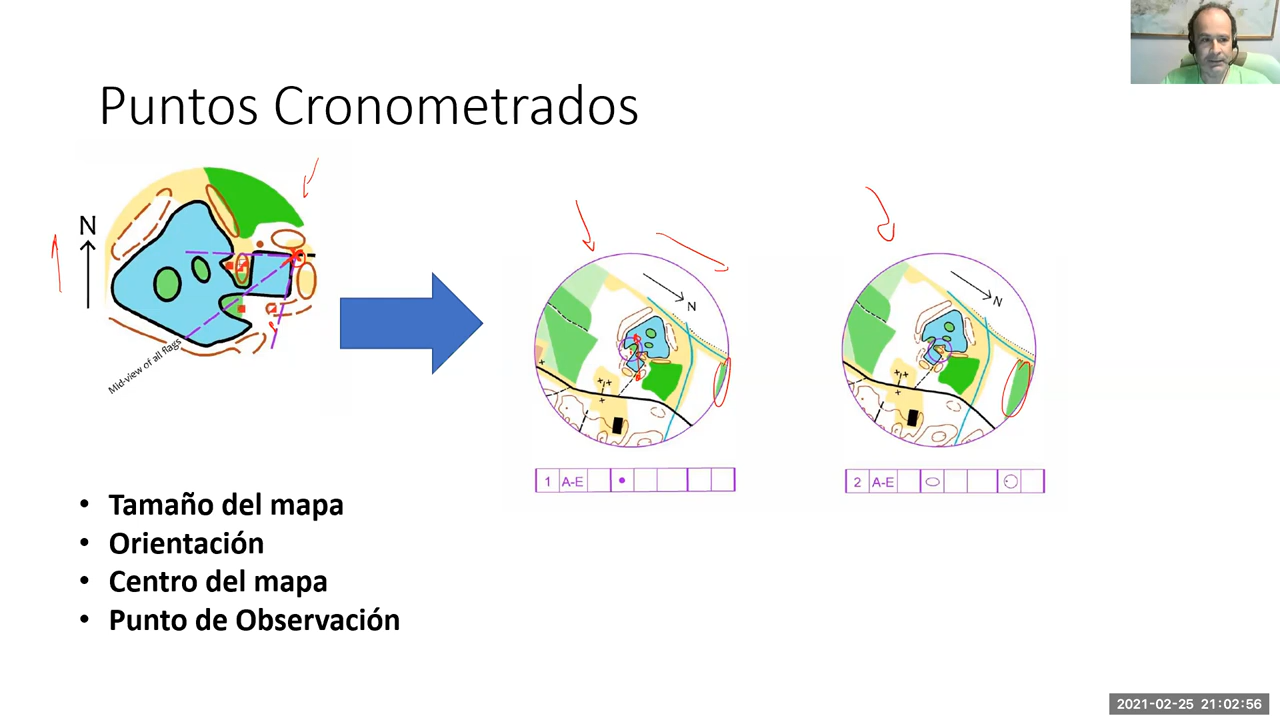 Puntos Cronometrados
N
Mid-view of all flags
N
N
1 A-E
2 A-E
• Tamaño del mapa
• Orientación
• Centro del mapa
• Punto de Observación
2021-02-25 21:02:56